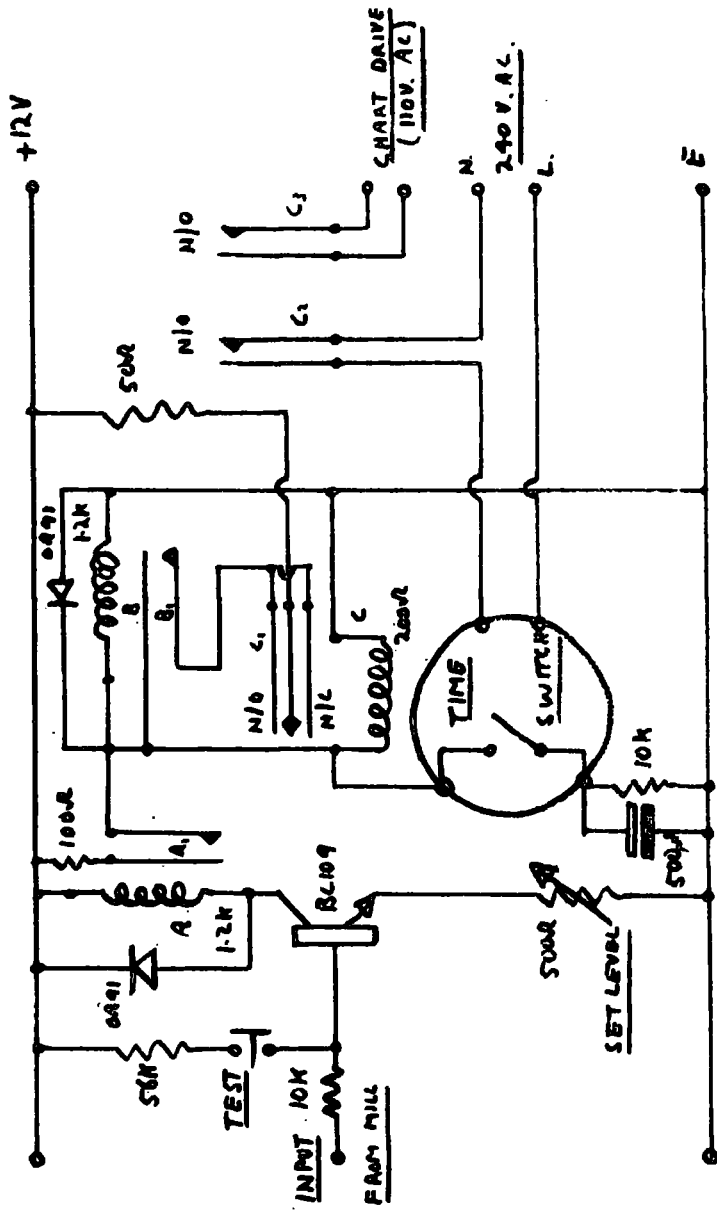 +12V
56K
TEST
INPUT 10K
FROM MILL
OA91
A
1.2K
BC109
500Ω
SET LEVEL
100Ω
A1
OA91
1.2K
B
B1
N/O
C1
N/C
C
200Ω
TIME
SWITCH
10K
500μ
500Ω
N/O
C2
N/O
C3
CHART DRIVE
(110V. AC)
N.
240 V. AC.
L.
E